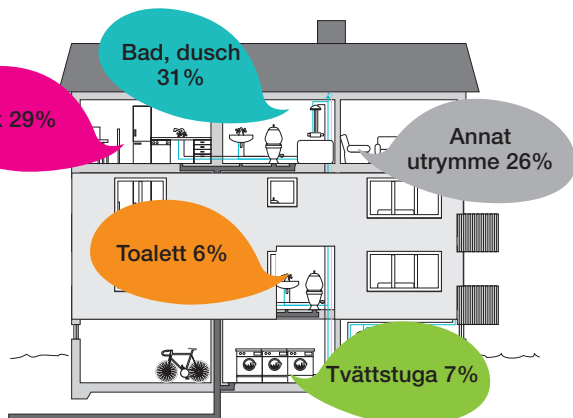 Bad, dusch
31%
29%
Annat
utrymme 26%
Toalett 6%
Tvättstuga 7%